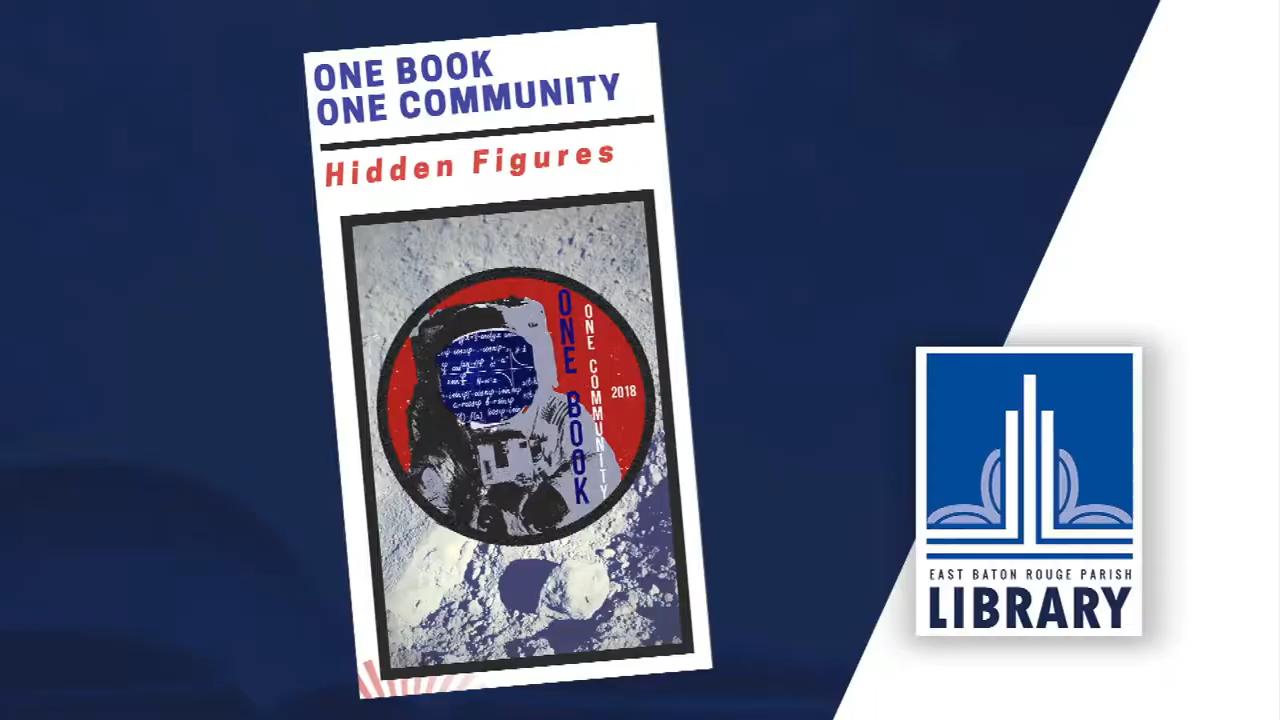 ONE BOOK
ONE COMMUNITY
Hidden Figures
ONE BOOK
ONE COMMUNITY
2018
EAST BATON ROUGE PARISH
LIBRARY